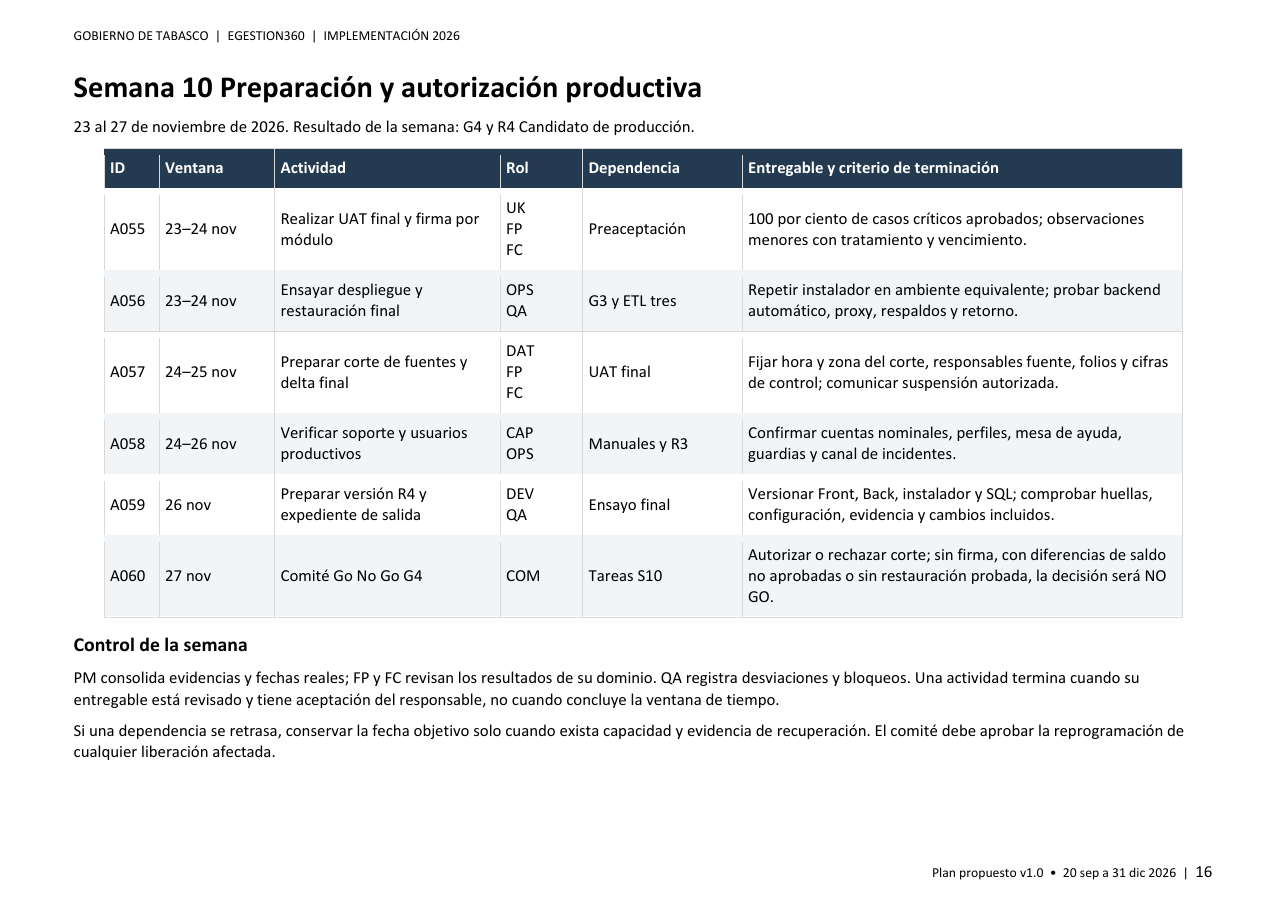 GOBIERNO DE TABASCO | EGESTION360 | IMPLEMENTACIÓN 2026
Semana 10 Preparación y autorización productiva
23 al 27 de noviembre de 2026. Resultado de la semana: G4 y R4 Candidato de producción.
ID Ventana Actividad Rol Dependencia Entregable y criterio de terminación
A055 23–24 nov Realizar UAT final y firma por módulo UK FP FC Preaceptación 100 por ciento de casos críticos aprobados; observaciones menores con tratamiento y vencimiento.
A056 23–24 nov Ensayar despliegue y restauración final OPS QA G3 y ETL tres Repetir instalador en ambiente equivalente; probar backend automático, proxy, respaldos y retorno.
A057 24–25 nov Preparar corte de fuentes y delta final DAT FP FC UAT final Fijar hora y zona del corte, responsables fuente, folios y cifras de control; comunicar suspensión autorizada.
A058 24–26 nov Verificar soporte y usuarios productivos CAP OPS Manuales y R3 Confirmar cuentas nominales, perfiles, mesa de ayuda, guardias y canal de incidentes.
A059 26 nov Preparar versión R4 y expediente de salida DEV QA Ensayo final Versionar Front, Back, instalador y SQL; comprobar huellas, configuración, evidencia y cambios incluidos.
A060 27 nov Comité Go No Go G4 COM Tareas S10 Autorizar o rechazar corte; sin firma, con diferencias de saldo no aprobadas o sin restauración probada, la decisión será NO GO.
Control de la semana
PM consolida evidencias y fechas reales; FP y FC revisan los resultados de su dominio. QA registra desviaciones y bloqueos. Una actividad termina cuando su
entregable está revisado y tiene aceptación del responsable, no cuando concluye la ventana de tiempo.
Si una dependencia se retrasa, conservar la fecha objetivo solo cuando exista capacidad y evidencia de recuperación. El comité debe aprobar la reprogramación de
cualquier liberación afectada.
Plan propuesto v1.0 • 20 sep a 31 dic 2026 | 16